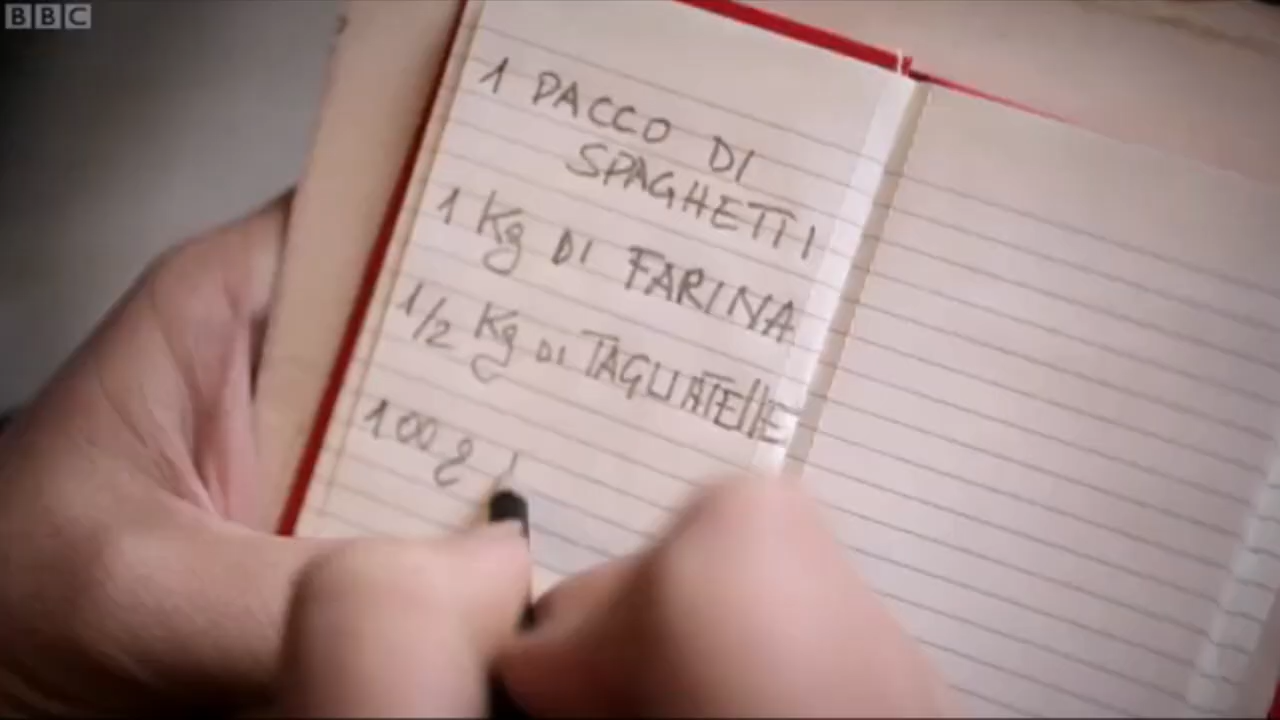 BBC
1 PACCO DI
SPAGHETTI
1 Kg DI FARINA
1/2 Kg DI TAGLIATELLE
100 g